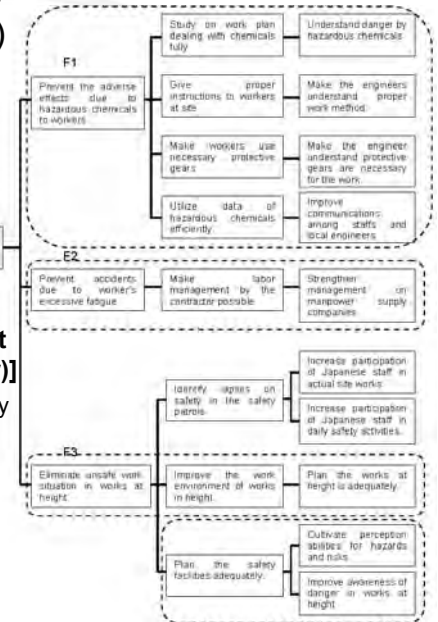 )
F1
Study on work plan
dealing with chemicals
fully
Understand danger by
hazardous chemicals
Prevent the adverse
effects due to
hazardous chemicals
to workers
Give proper
instructions to workers
at site
Make the engineers
understand proper
work method.
Make workers use
necessary protective
gears
Make the engineer
understand protective
gears are necessary
for the work.
Utilize data of
hazardous chemicals
efficiently.
Improve
communications
among staffs and
local engineers
F2
Prevent accidents
due to worker's
excessive fatigue
Make labor
management by the
contractor possible
Strengthen
management on
manpower supply
companies
t
)]
y
Identify lapses on
safety in the safety
patrols
Increase participation
of Japanese staff in
actual site works.
Increase participation
of Japanese staff in
daily safety activities.
F3
Eliminate unsafe work
situation in works at
height.
Improve the work
environment of works
in height.
Plan the works at
height is adequately.
Plan the safety
facilities adequately.
Cultivate perception
abilities for hazards
and risks
Improve awareness of
danger in works at
height